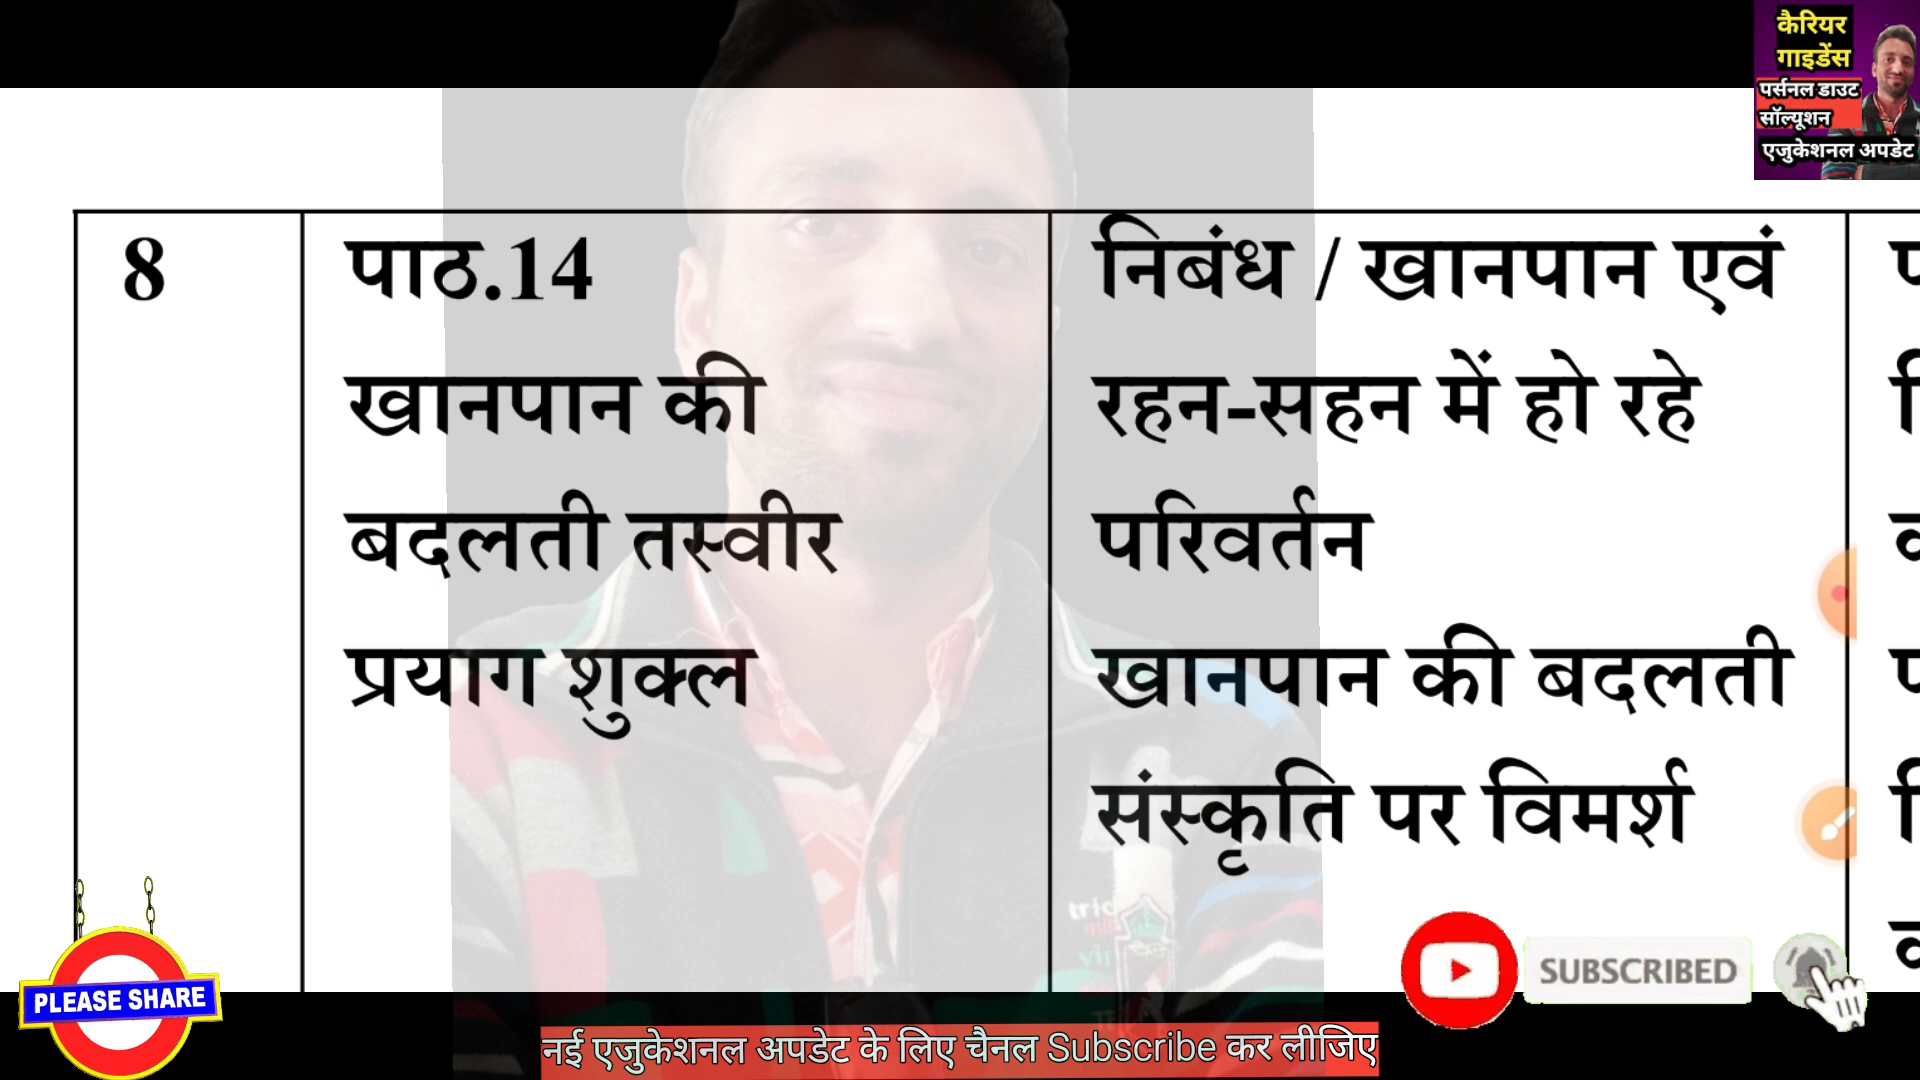 कैरियर
गाइडेंस
पर्सनल डाउट
सॉल्यूशन
एजुकेशनल अपडेट
8
पाठ.14
खानपान की
बदलती तस्वीर
प्रयाग शुक्ल
निबंध / खानपान एवं
रहन-सहन में हो रहे
परिवर्तन
खानपान की बदलती
संस्कृति पर विमर्श
PLEASE SHARE
SUBSCRIBED
नई एजुकेशनल अपडेट के लिए चैनल Subscribe कर लीजिए